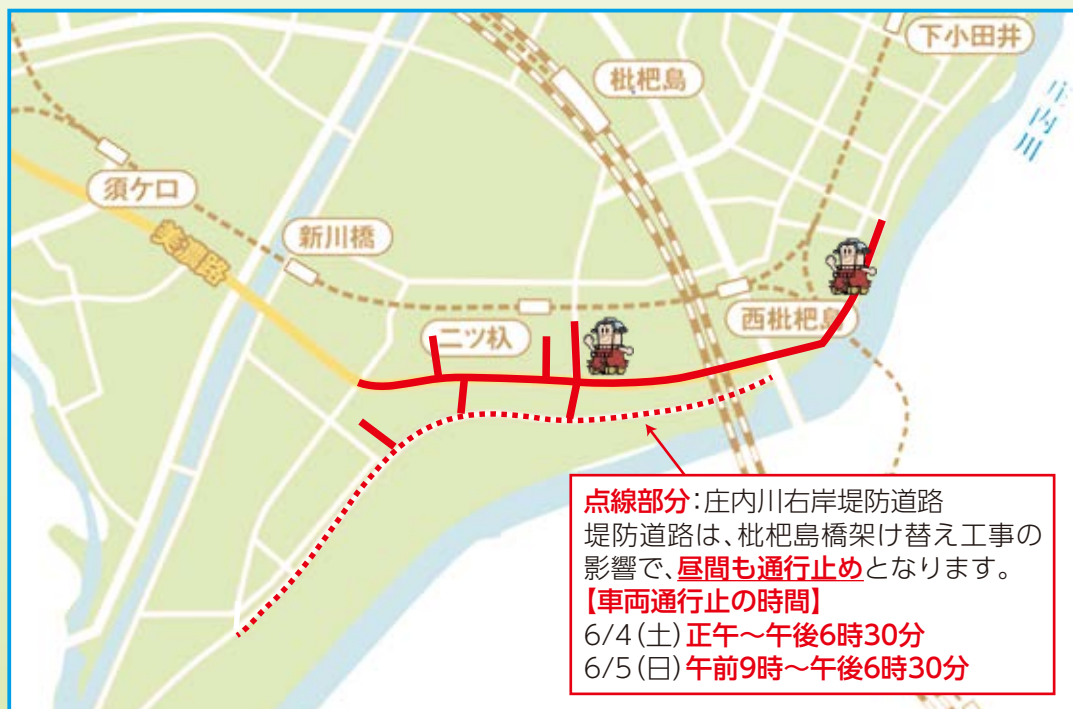 下小田井
枇杷島
庄内川
須ケ口
美濃路
新川橋
二ツ杁
西枇杷島
点線部分:庄内川右岸堤防道路
堤防道路は、枇杷島橋架け替え工事の
影響で、昼間も通行止めとなります。
【車両通行止の時間】
6/4(土)正午〜午後6時30分
6/5(日)午前9時〜午後6時30分